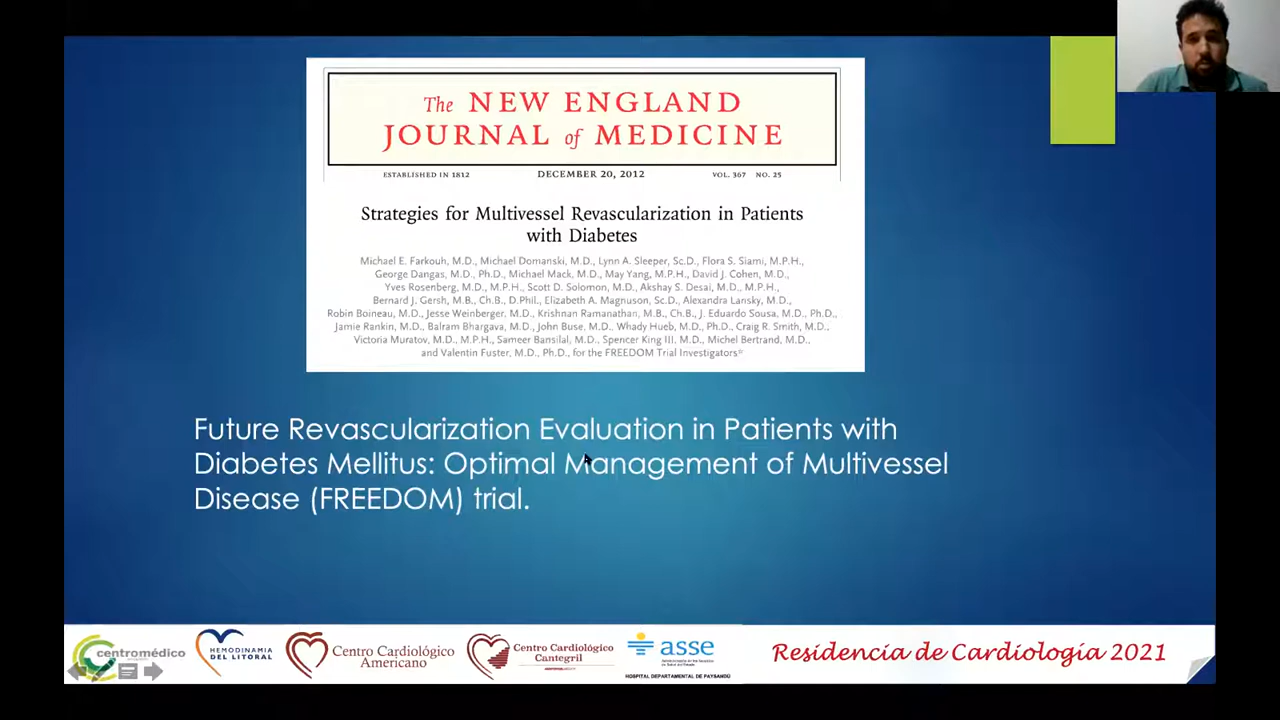 The NEW ENGLAND
JOURNAL of MEDICINE
ESTABLISHED IN 1812 DECEMBER 20, 2012 VOL. 367 NO. 25
Strategies for Multivessel Revascularization in Patients
with Diabetes
Michael E. Farkouh, M.D., Michael Domanski, M.D., Lynn A. Sleeper, Sc.D., Flora S. Siami, M.P.H.,
George Dangas, M.D., Ph.D., Michael Mack, M.D., May Yang, M.P.H., David J. Cohen, M.D.,
Yves Rosenberg, M.D., M.P.H., Scott D. Solomon, M.D., Akshay S. Desai, M.D., M.P.H.,
Bernard J. Gersh, M.B., Ch.B., D.Phil., Elizabeth A. Magnuson, Sc.D., Alexandra Lansky, M.D.,
Robin Boineau, M.D., Jesse Weinberger, M.D., Krishnan Ramanathan, M.B., Ch.B., J. Eduardo Sousa, M.D., Ph.D.,
Jamie Rankin, M.D., Balram Bhargava, M.D., John Buse, M.D., Whady Hueb, M.D., Ph.D., Craig R. Smith, M.D.,
Victoria Muratov, M.D., M.P.H., Sameer Bansilal, M.D., Spencer King III, M.D., Michel Bertrand, M.D.,
and Valentin Fuster, M.D., Ph.D., for the FREEDOM Trial Investigators
Future Revascularization Evaluation in Patients with
Diabetes Mellitus: Optimal Management of Multivessel
Disease (FREEDOM) trial.
centromédico
HEMODINAMIA
DEL LITORAL
Centro Cardiológico
Americano
Centro Cardiológico
Cantegril
asse
HOSPITAL DEPARTAMENTAL DE PAYSANDÚ
Residencia de Cardiología 2021